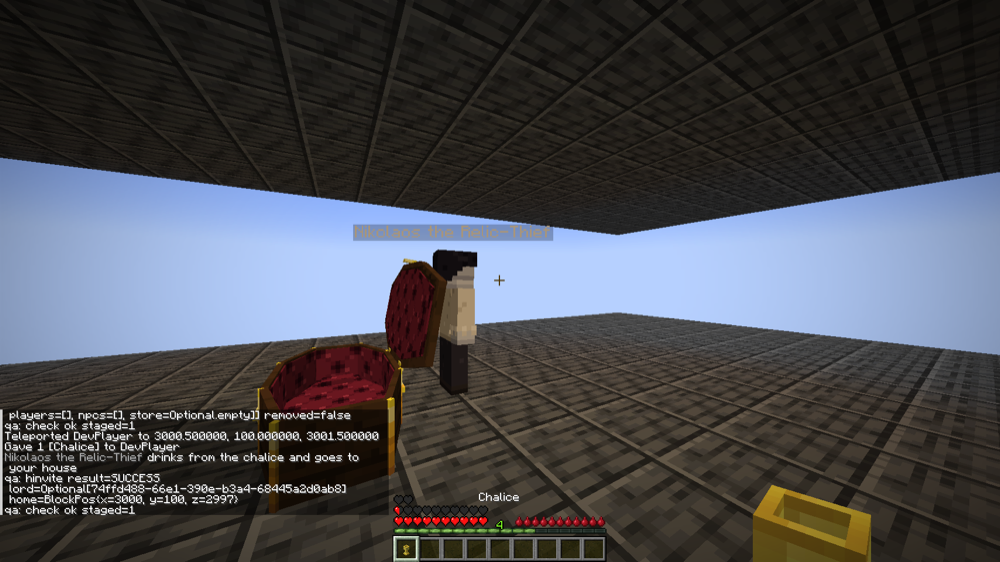 Nikolaos the Relic-Thief
players=[], npcs=[], store=Optional.empty]] removed=false
qa: check ok staged=1
Teleported DevPlayer to 3000.500000, 100.000000, 3001.500000
Gave 1 [Chalice] to DevPlayer
Nikolaos the Relic-Thief drinks from the chalice and goes to
your house
qa: hinvite result=SUCCESS
lord=Optional[74ffd488-66e1-390e-b3a4-68445a2d0ab8]
home=BlockPos{x=3000, y=100, z=2997}
qa: check ok staged=1
Chalice
4